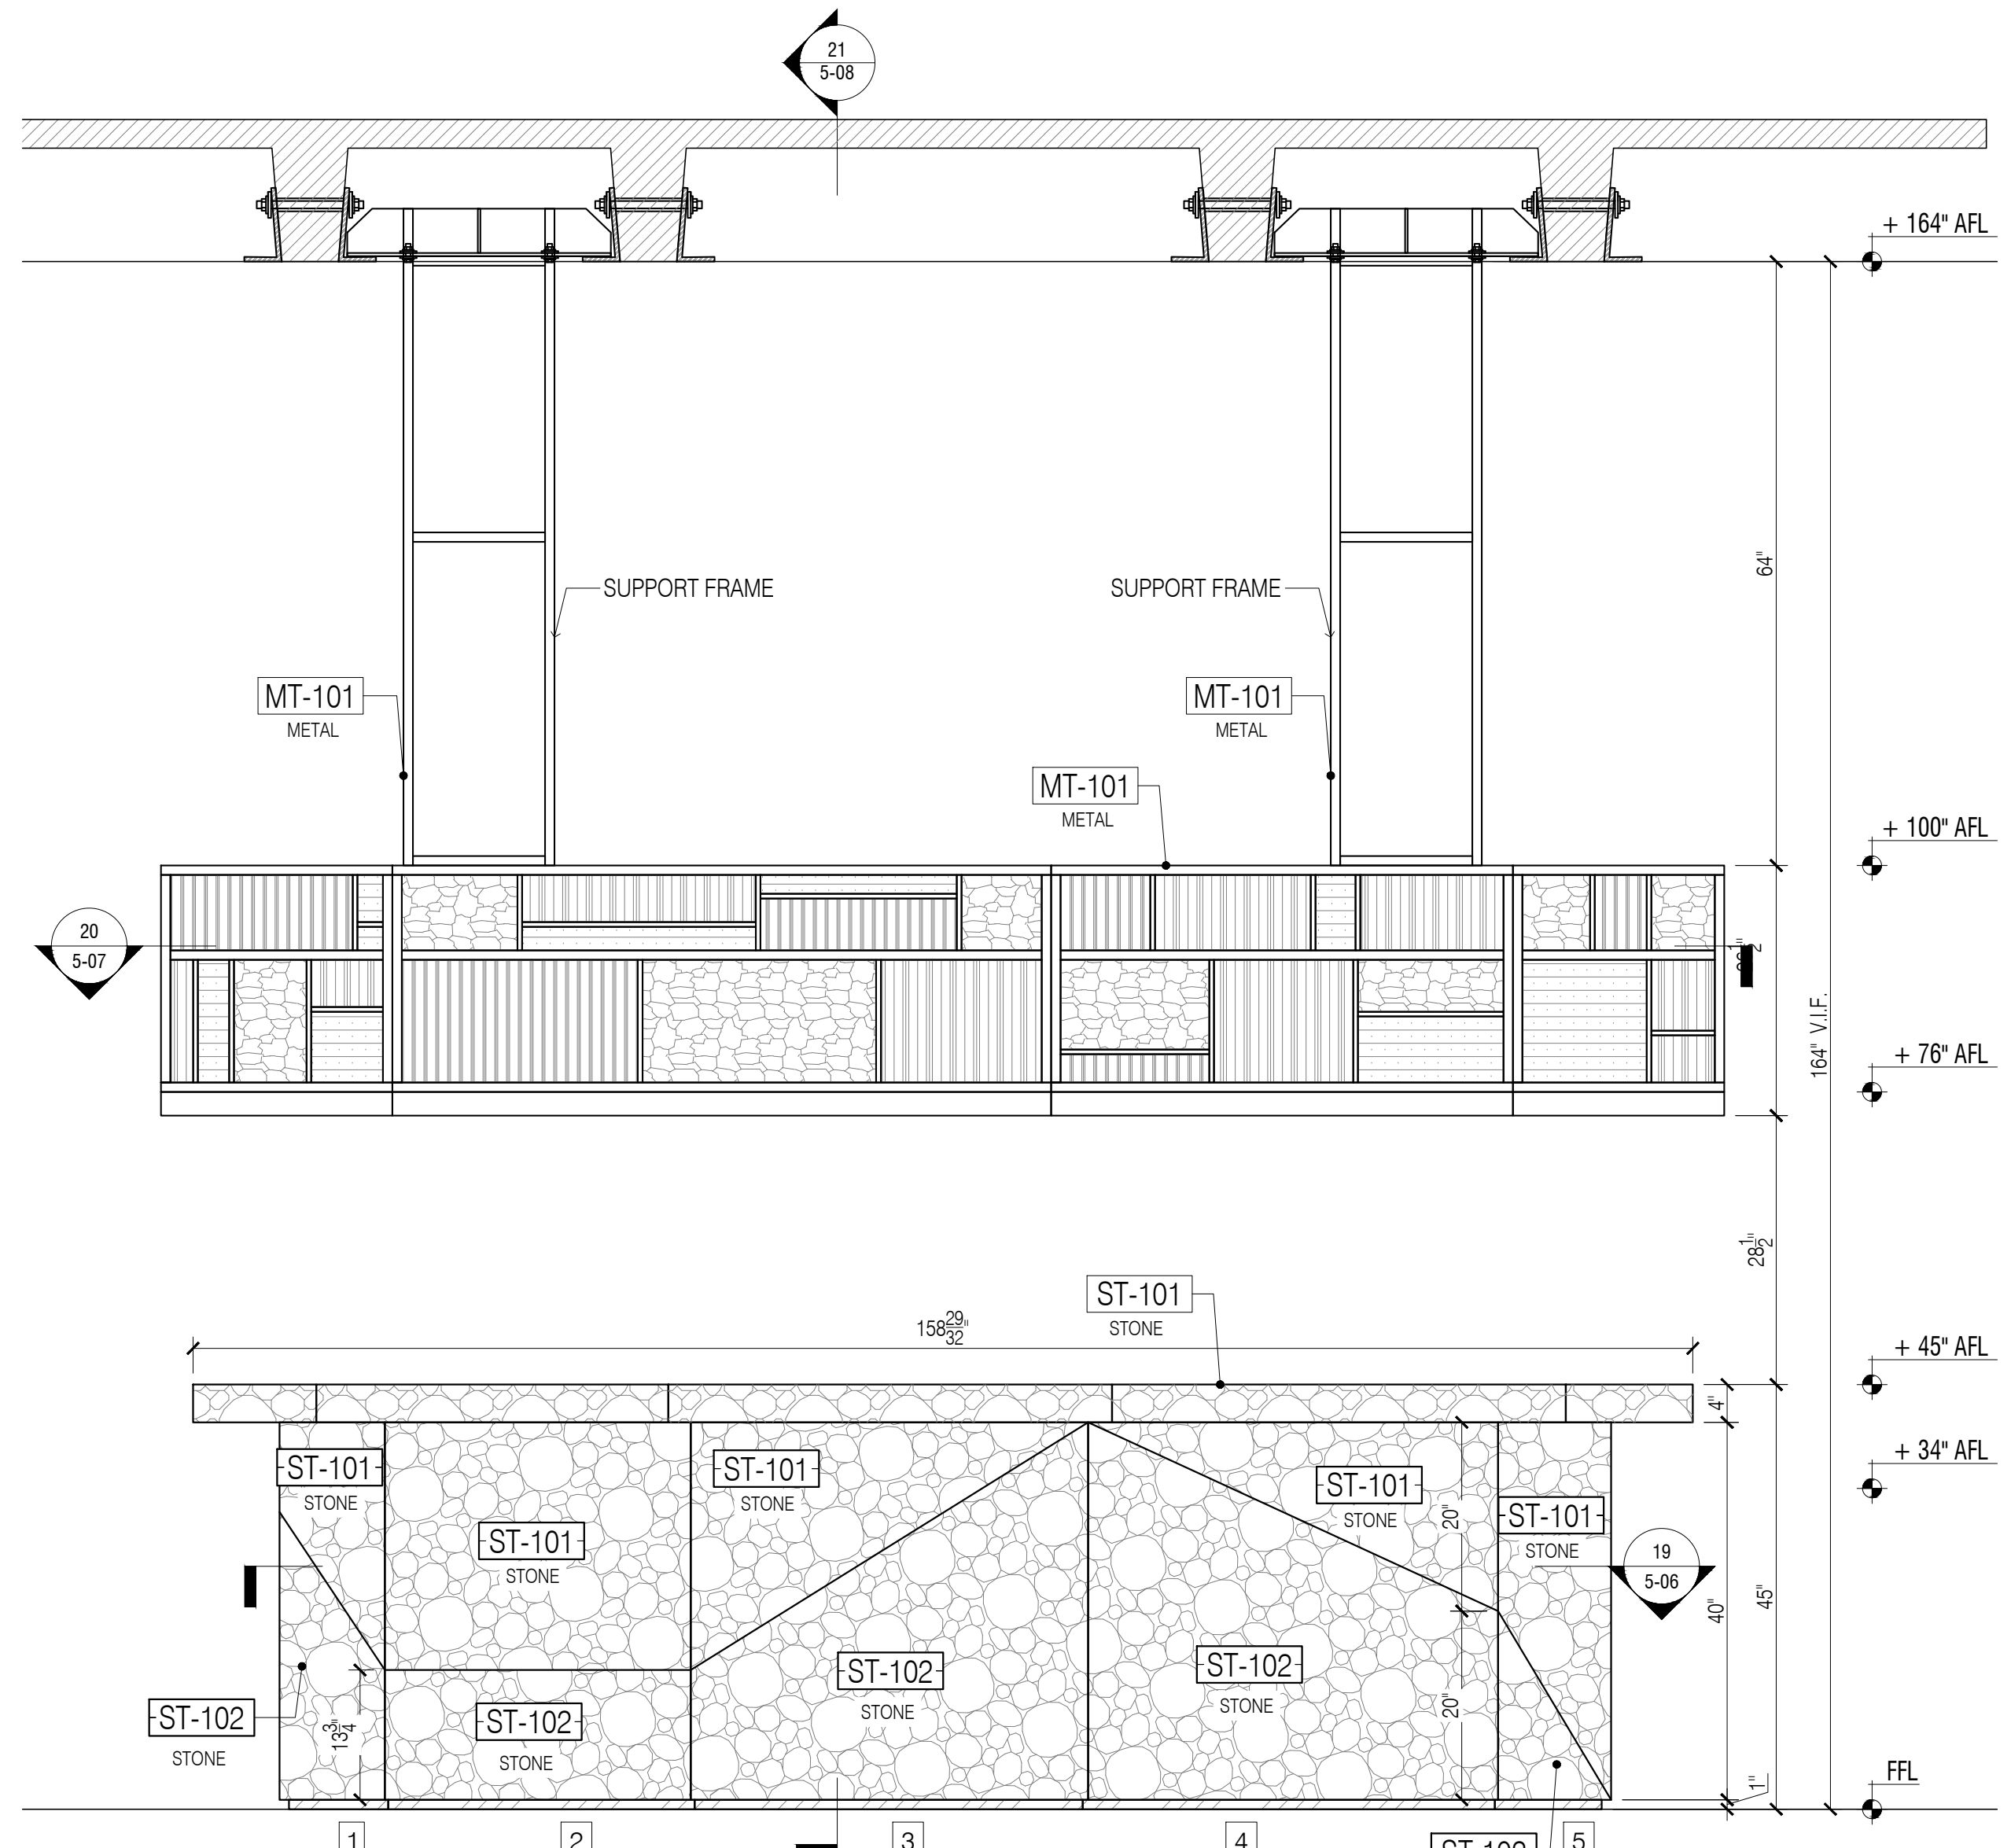 21
5-08
+ 164" AFL
64"
SUPPORT FRAME
SUPPORT FRAME
MT-101
METAL
MT-101
METAL
MT-101
METAL
+ 100" AFL
20
5-07
164" V.I.F.
+ 76" AFL
28 1/2"
ST-101
STONE
158 29/32"
+ 45" AFL
4"
+ 34" AFL
ST-101
STONE
ST-101
STONE
ST-101
STONE
ST-101
STONE
ST-101
STONE
20"
19
5-06
40"
45"
ST-102
STONE
ST-102
STONE
ST-102
STONE
ST-102
STONE
13 3/4"
20"
1"
FFL
1
2
3
4
5